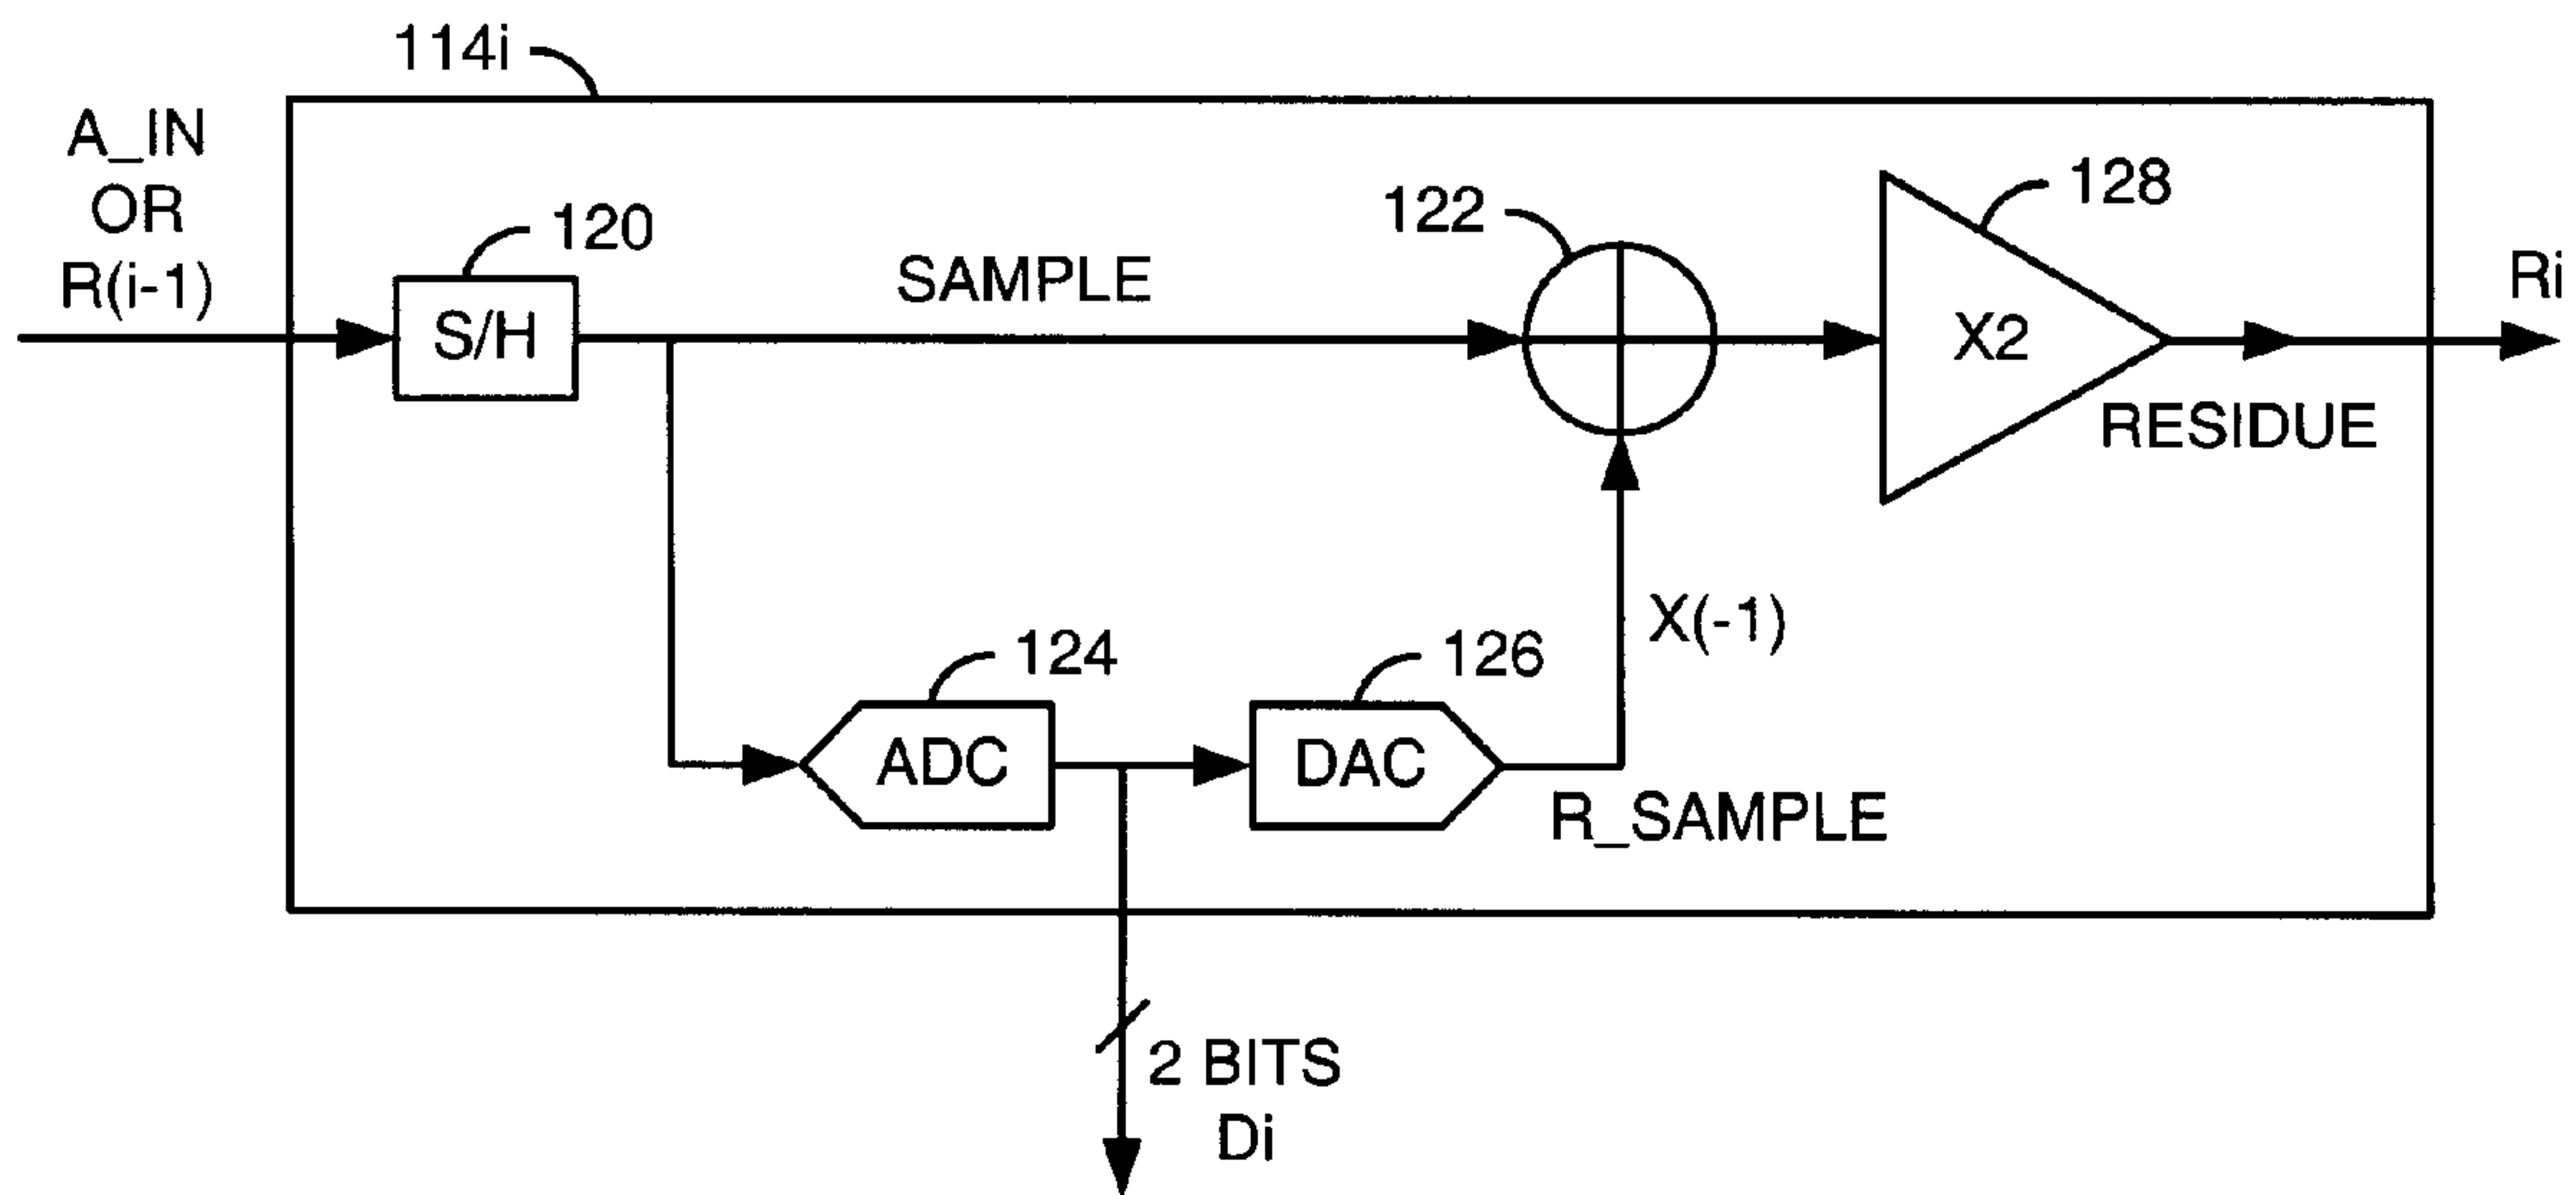 114i
A_IN
OR
R(i-1)
120
S/H
SAMPLE
122
128
X2
Ri
RESIDUE
X(-1)
124
ADC
126
DAC
R_SAMPLE
2 BITS
Di